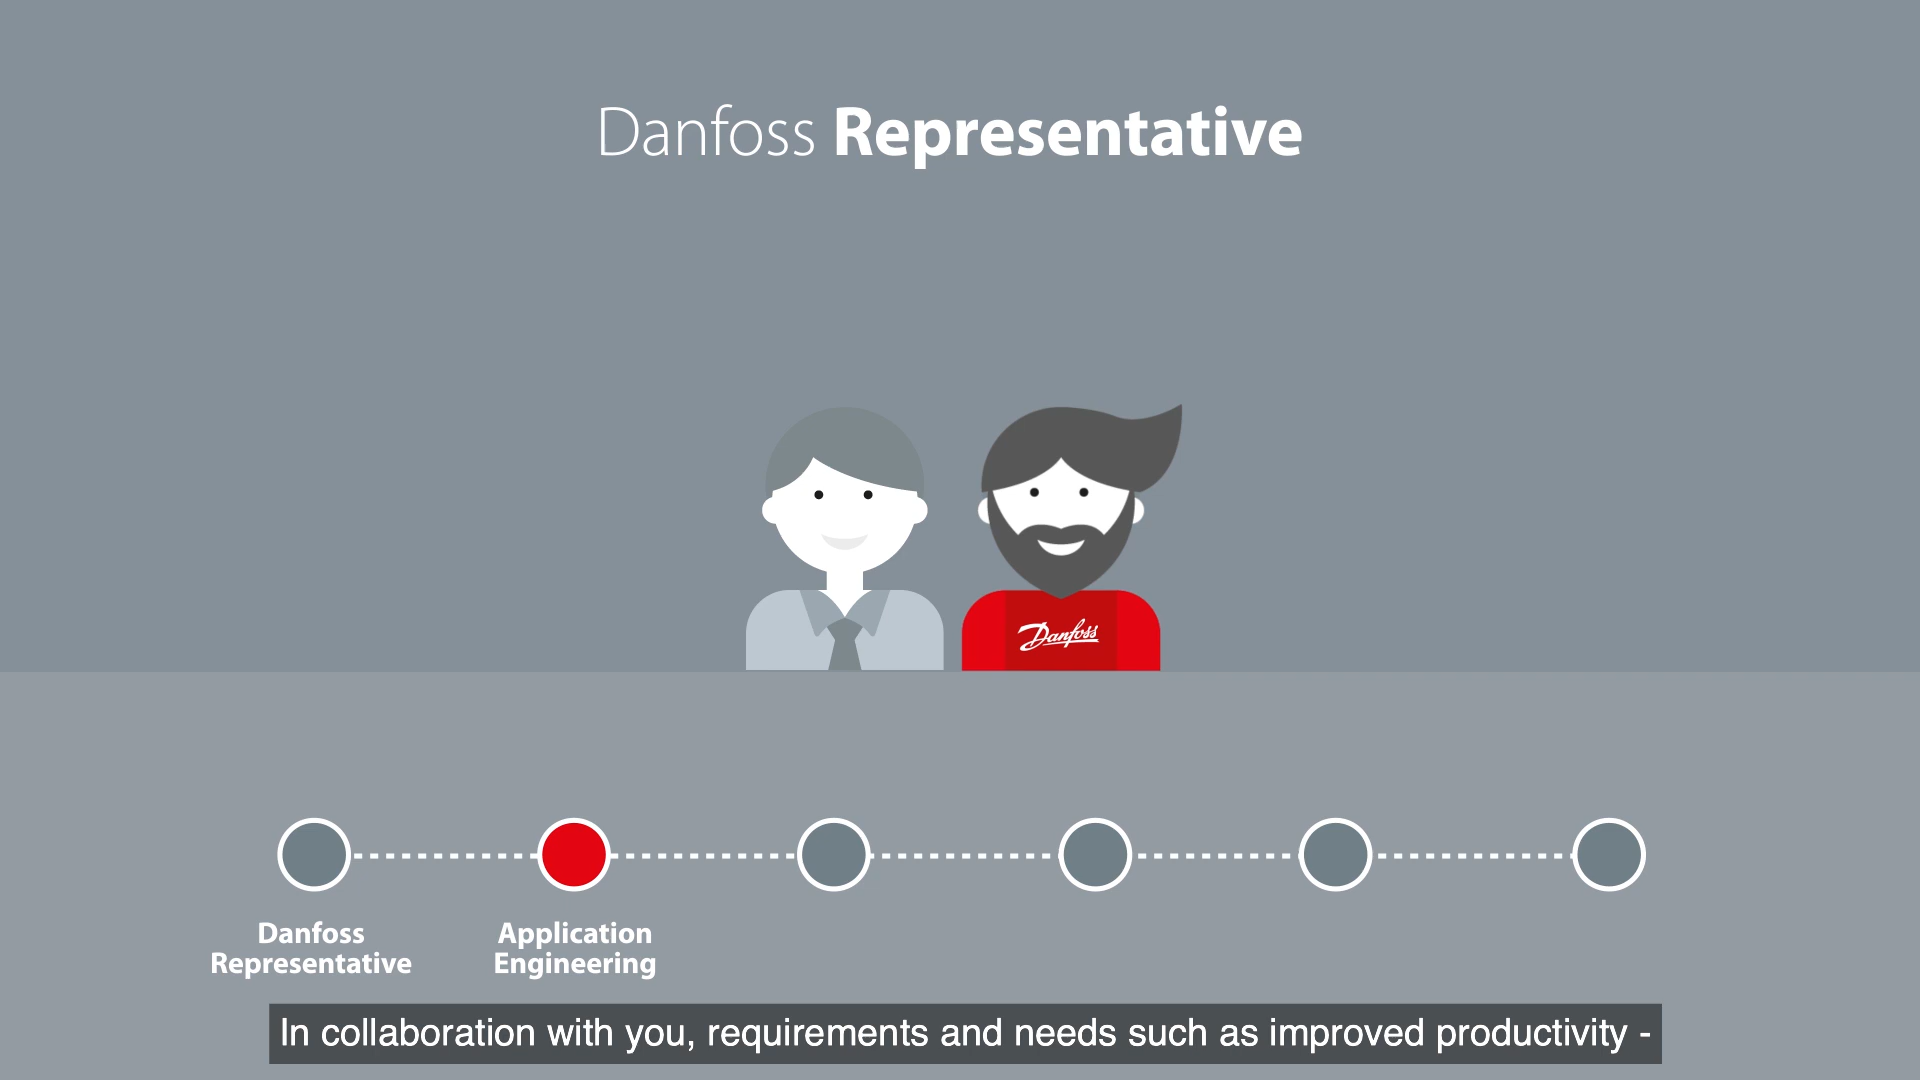 Danfoss Representative
Danfoss
Danfoss
Representative
Application
Engineering
In collaboration with you, requirements and needs such as improved productivity -